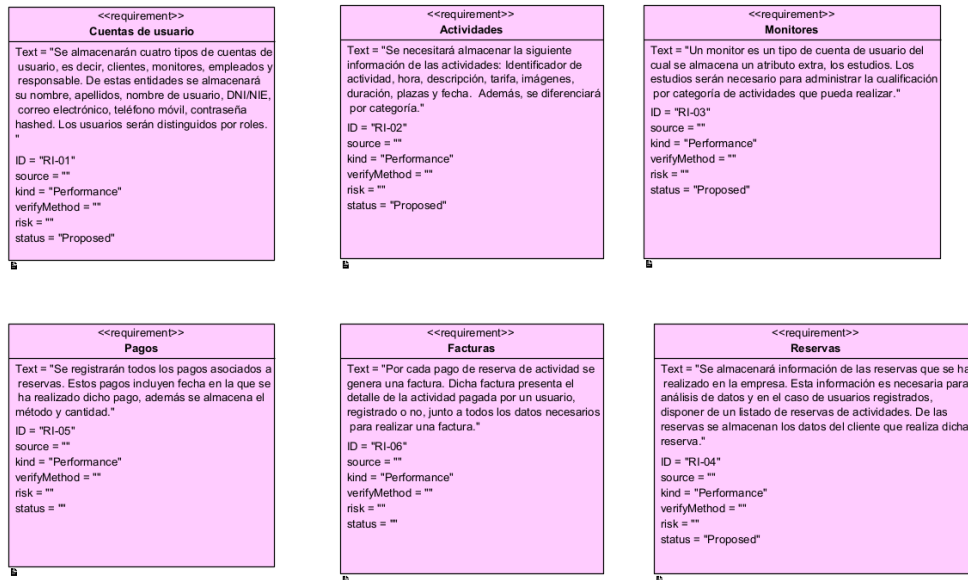 <<requirement>>
Cuentas de usuario
Text = "Se almacenarán cuatro tipos de cuentas de
usuario, es decir, clientes, monitores, empleados y
responsable. De estas entidades se almacenará
su nombre, apellidos, nombre de usuario, DNI/NIE,
correo electrónico, teléfono móvil, contraseña
hashed. Los usuarios serán distinguidos por roles.
"
ID = "RI-01"
source = ""
kind = "Performance"
verifyMethod = ""
risk = ""
status = "Proposed"
<<requirement>>
Actividades
Text = "Se necesitará almacenar la siguiente
información de las actividades: Identificador de
actividad, hora, descripción, tarifa, imágenes,
duración, plazas y fecha.  Además, se diferenciará
por categoría."
ID = "RI-02"
source = ""
kind = "Performance"
verifyMethod = ""
risk = ""
status = "Proposed"
<<requirement>>
Monitores
Text = "Un monitor es un tipo de cuenta de usuario del
cual se almacena un atributo extra, los estudios. Los
estudios serán necesario para administrar la cualificación
por categoría de actividades que pueda realizar."
ID = "RI-03"
source = ""
kind = "Performance"
verifyMethod = ""
risk = ""
status = "Proposed"
<<requirement>>
Pagos
Text = "Se registrarán todos los pagos asociados a
reservas. Estos pagos incluyen fecha en la que se
ha realizado dicho pago, además se almacena el
método y cantidad."
ID = "RI-05"
source = ""
kind = "Performance"
verifyMethod = ""
risk = ""
status = ""
<<requirement>>
Facturas
Text = "Por cada pago de reserva de actividad se
genera una factura. Dicha factura presenta el
detalle de la actividad pagada por un usuario,
registrado o no, junto a todos los datos necesarios
para realizar una factura."
ID = "RI-06"
source = ""
kind = "Performance"
verifyMethod = ""
risk = ""
status = ""
<<requirement>>
Reservas
Text = "Se almacenará información de las reservas que se ha
realizado en la empresa. Esta información es necesaria para
análisis de datos y en el caso de usuarios registrados,
disponer de un listado de reservas de actividades. De las
reservas se almacenan los datos del cliente que realiza dicha
reserva."
ID = "RI-04"
source = ""
kind = "Performance"
verifyMethod = ""
risk = ""
status = "Proposed"